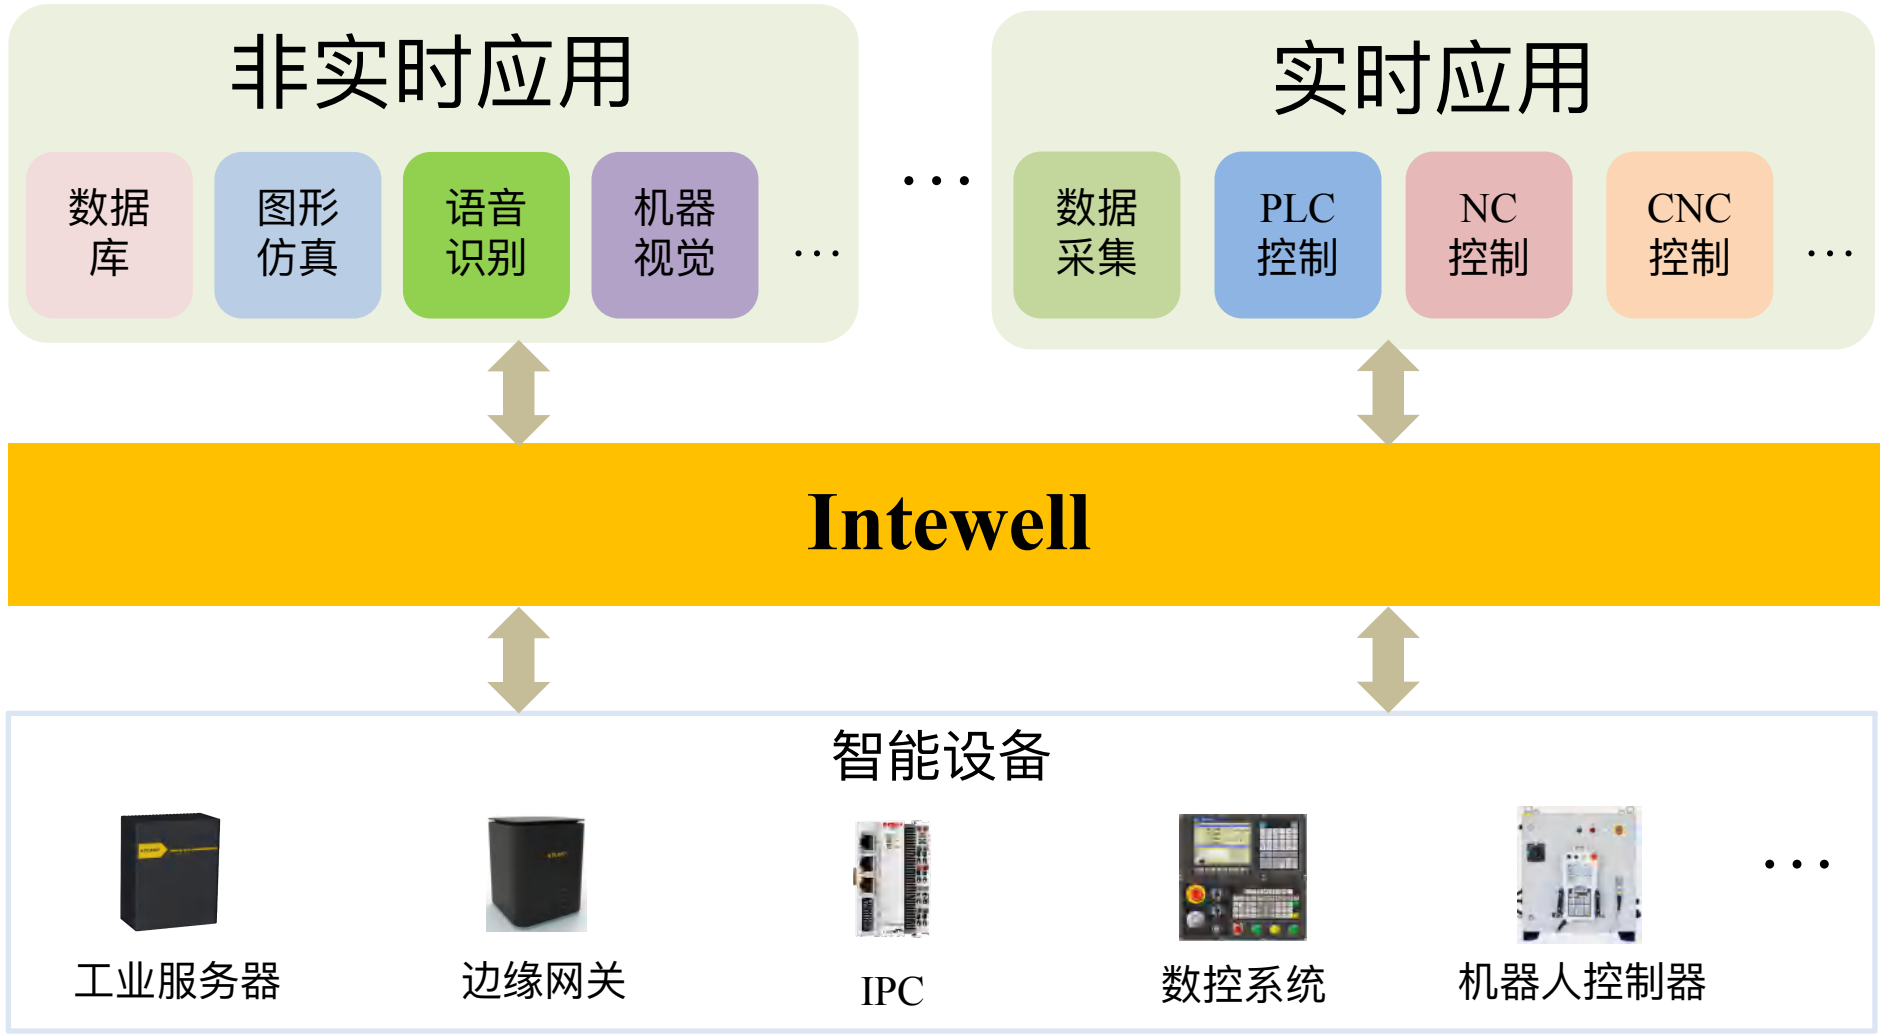 非实时应用
数据
库
图形
仿真
语音
识别
机器
视觉
...
...
实时应用
数据
采集
PLC
控制
NC
控制
CNC
控制
...
Intewell
智能设备
工业服务器
边缘网关
IPC
数控系统
机器人控制器
...